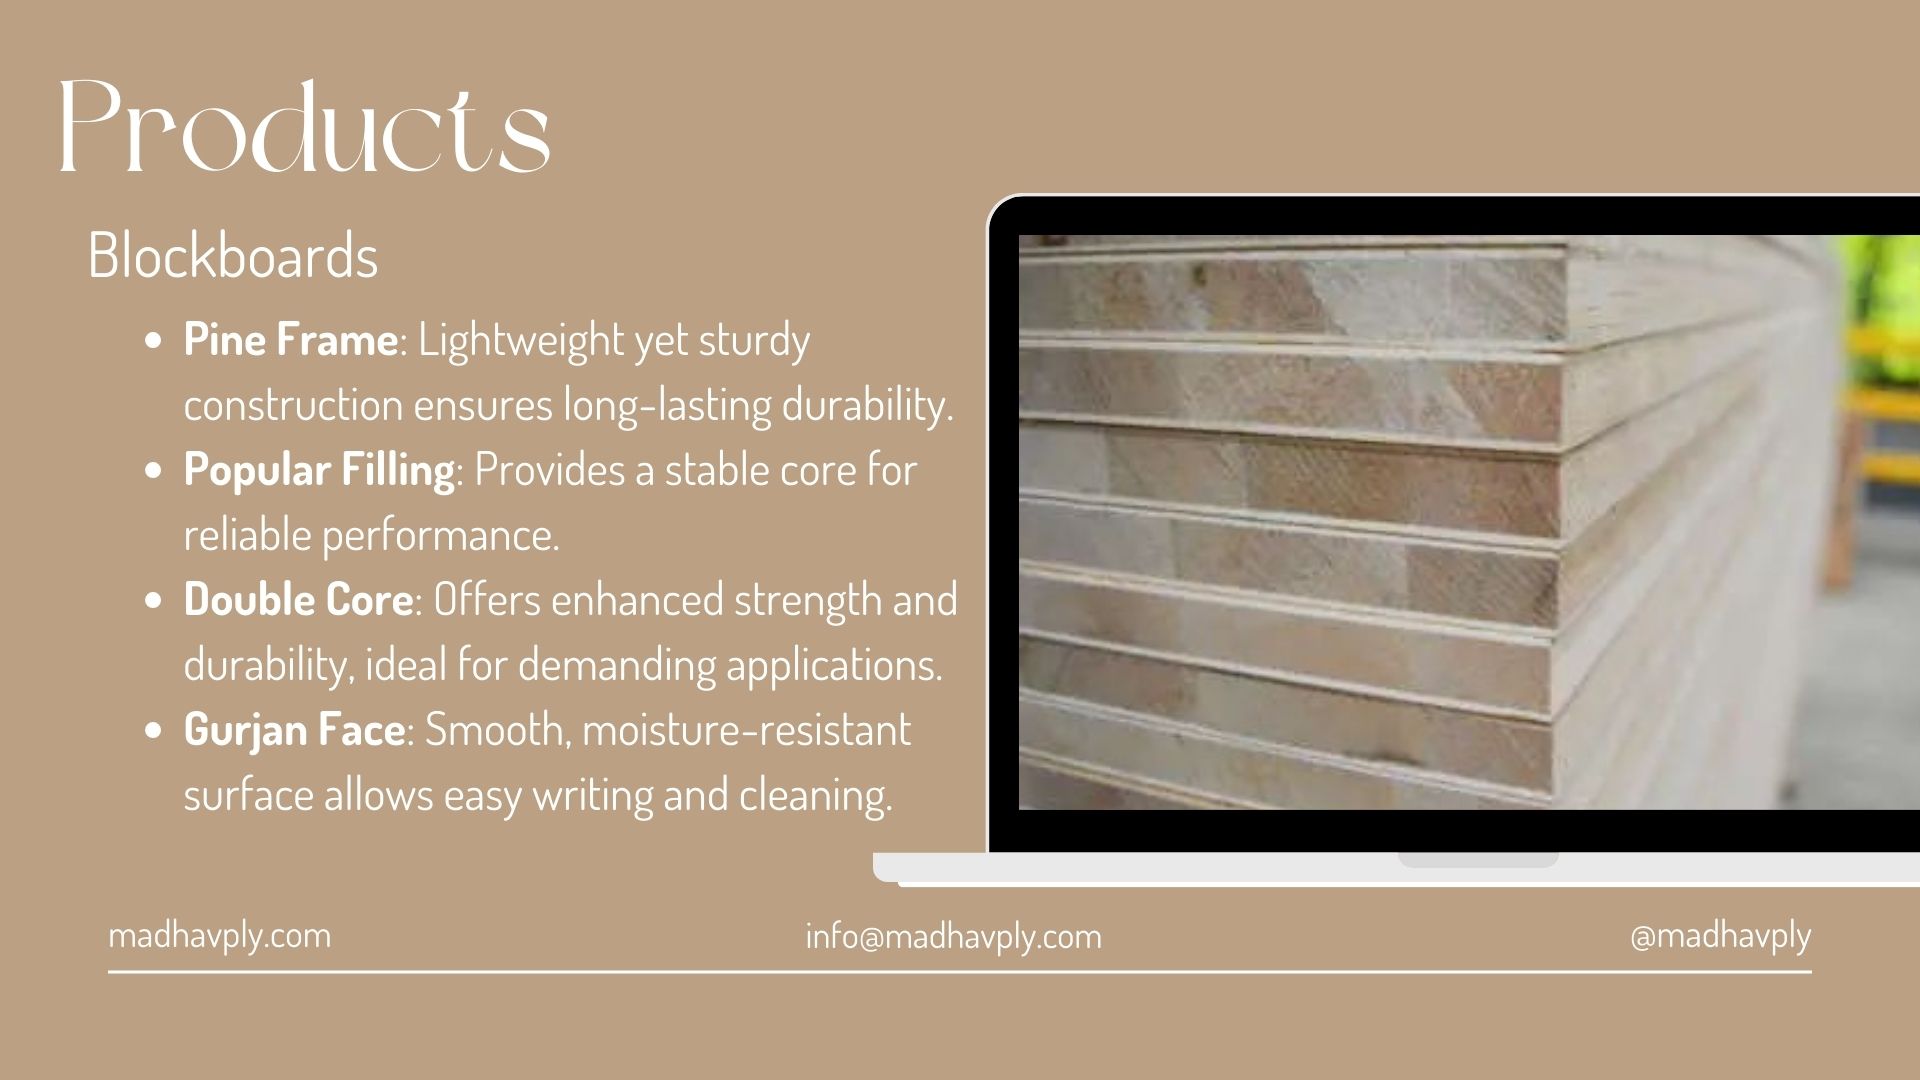 Products
Blockboards
• Pine Frame: Lightweight yet sturdy
construction ensures long-lasting durability.
• Popular Filling: Provides a stable core for
reliable performance.
• Double Core: Offers enhanced strength and
durability, ideal for demanding applications.
• Gurjan Face: Smooth, moisture-resistant
surface allows easy writing and cleaning.
madhavply.com
info@madhavply.com
@madhavply